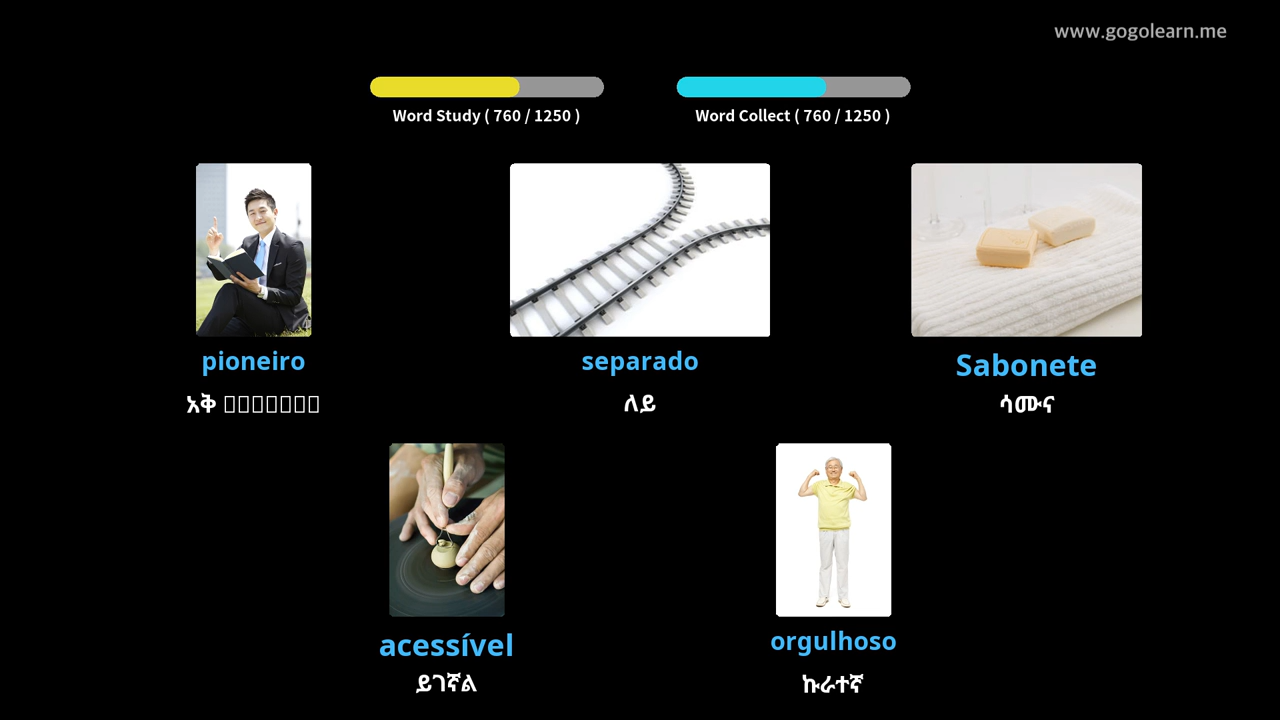 www.gogolearn.me
Word Study ( 760 / 1250 )
Word Collect ( 760 / 1250 )
pioneiro
separado
Sabonete
አቅ
ለይ
ሳሙና
acessível
orgulhoso
ይገኛል
ኩራተኛ